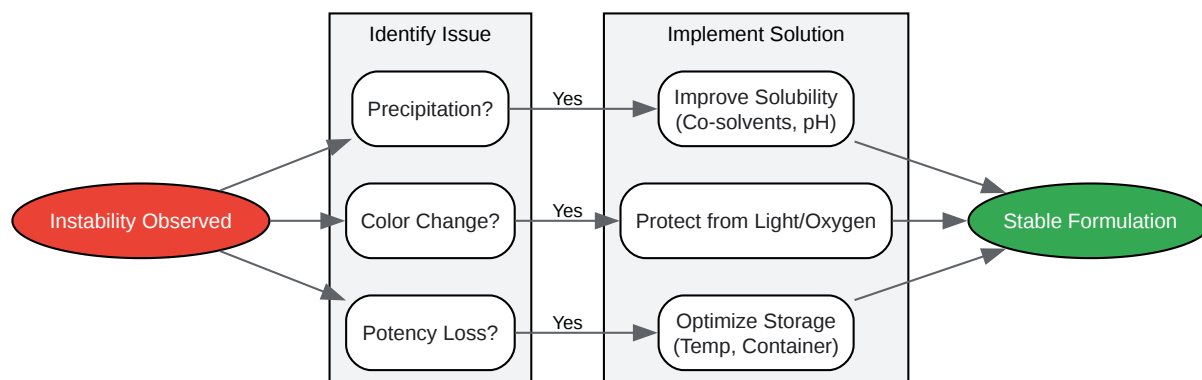 Identify Issue
Implement Solution
Precipitation?
Yes
Improve Solubility
(Co-solvents, pH)
Instability Observed
Color Change?
Yes
Protect from Light/Oxygen
Stable Formulation
Potency Loss?
Yes
Optimize Storage
(Temp, Container)